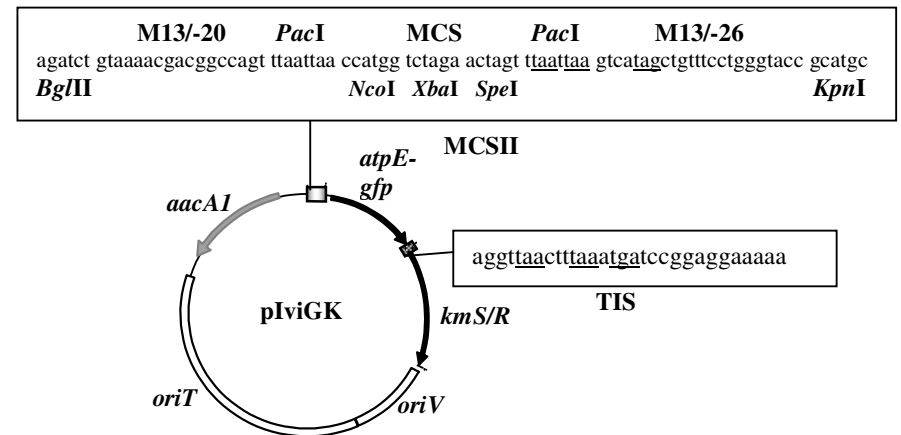 M13/-20 PacI MCS PacI M13/-26
agatct gtaaaacgacggccagt ttaattaa ccatgg tctaga actagt ttaattaa gtcatagctgtttcctgggtacc gcatgc
BglII NcoI XbaI SpeI KpnI
MCSII
atpE-
gfp
aacA1
aggttaactttaaatgatccggaggaaaaa
TIS
pIviGK
kmS/R
oriT
oriV